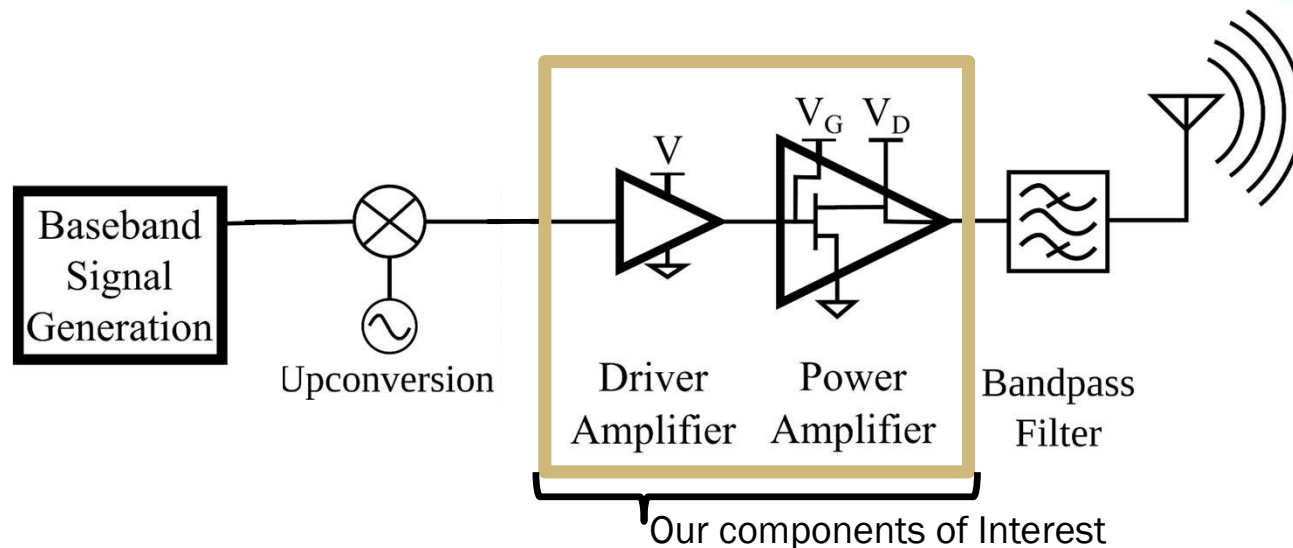 Baseband
Signal
Generation
Upconversion
V
V_G
V_D
Driver
Amplifier
Power
Amplifier
Bandpass
Filter
Our components of Interest